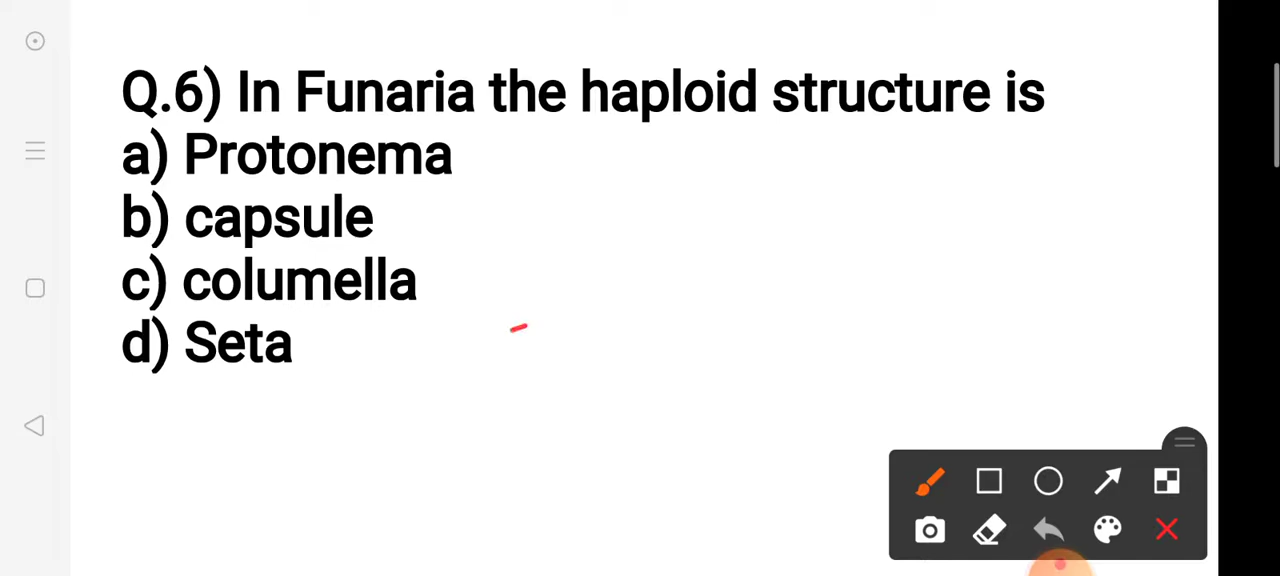 Q.6) In Funaria the haploid structure is
a) Protonema
b) capsule
c) columella
d) Seta